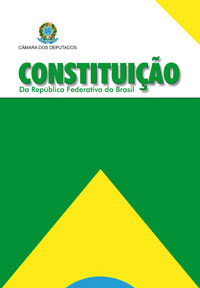 CÂMARA DOS DEPUTADOS
CONSTITUIÇÃO
Da República Federativa do Brasil